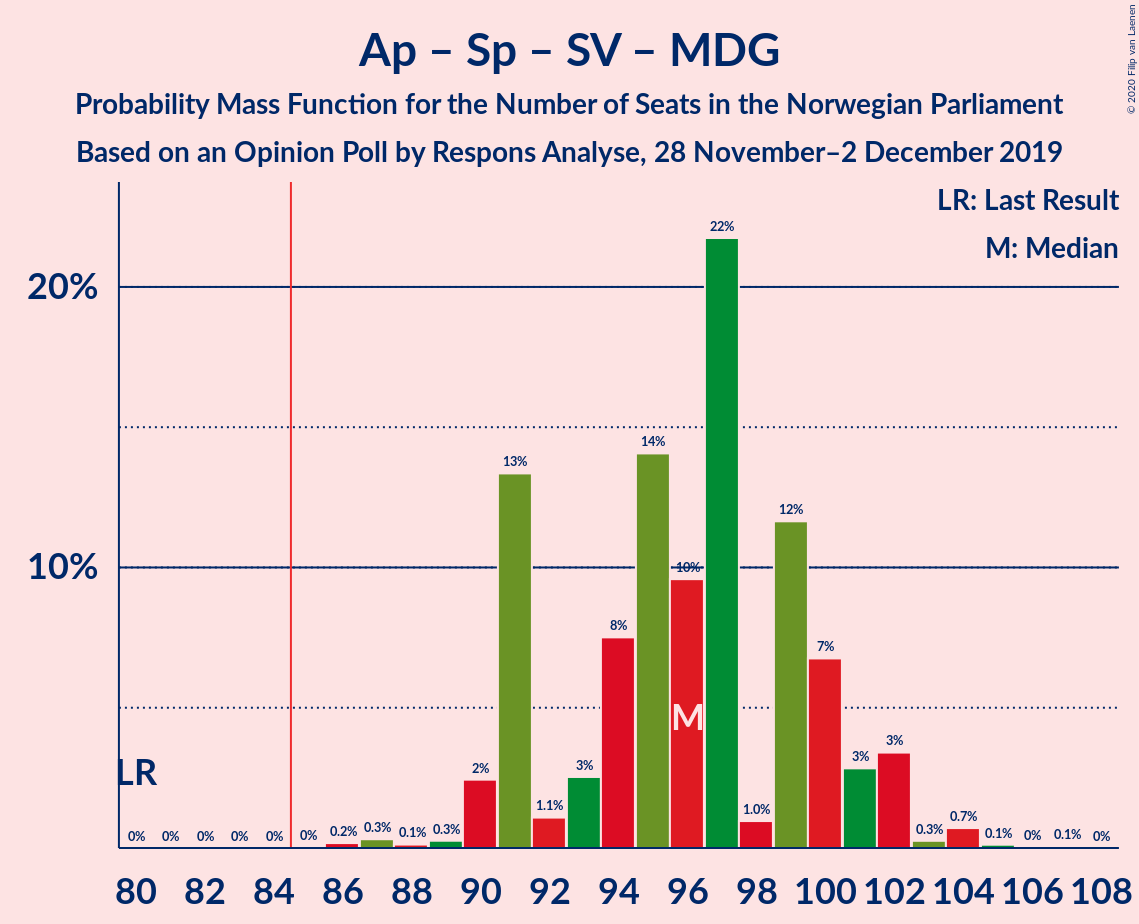 © 2020 Filip van Laenen
Ap – Sp – SV – MDG
Probability Mass Function for the Number of Seats in the Norwegian Parliament
Based on an Opinion Poll by Respons Analyse, 28 November–2 December 2019
LR: Last Result
M: Median
20%
10%
LR
M
0% 0% 0% 0% 0% 0% 0.2% 0.3% 0.1% 0.3% 2% 13% 1.1% 3% 8% 14% 10% 22% 1.0% 12% 7% 3% 3% 0.3% 0.7% 0.1% 0% 0.1% 0%
80 82 84 86 88 90 92 94 96 98 100 102 104 106 108